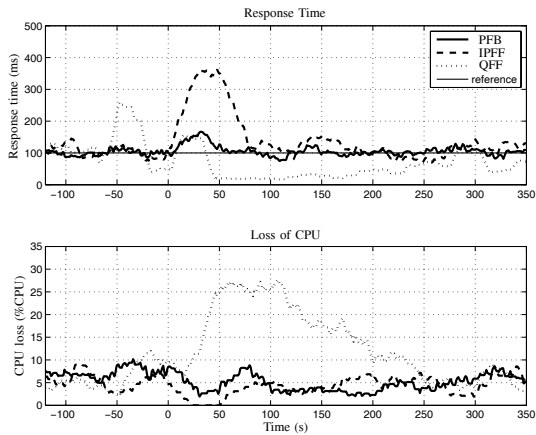 Response Time
Response time (ms)
500
400
300
200
100
0
PFB
IPFF
QFF
reference
−100 −50 0 50 100 150 200 250 300 350
Loss of CPU
CPU loss (%CPU)
35
30
25
20
15
10
5
0
−100 −50 0 50 100 150 200 250 300 350
Time (s)